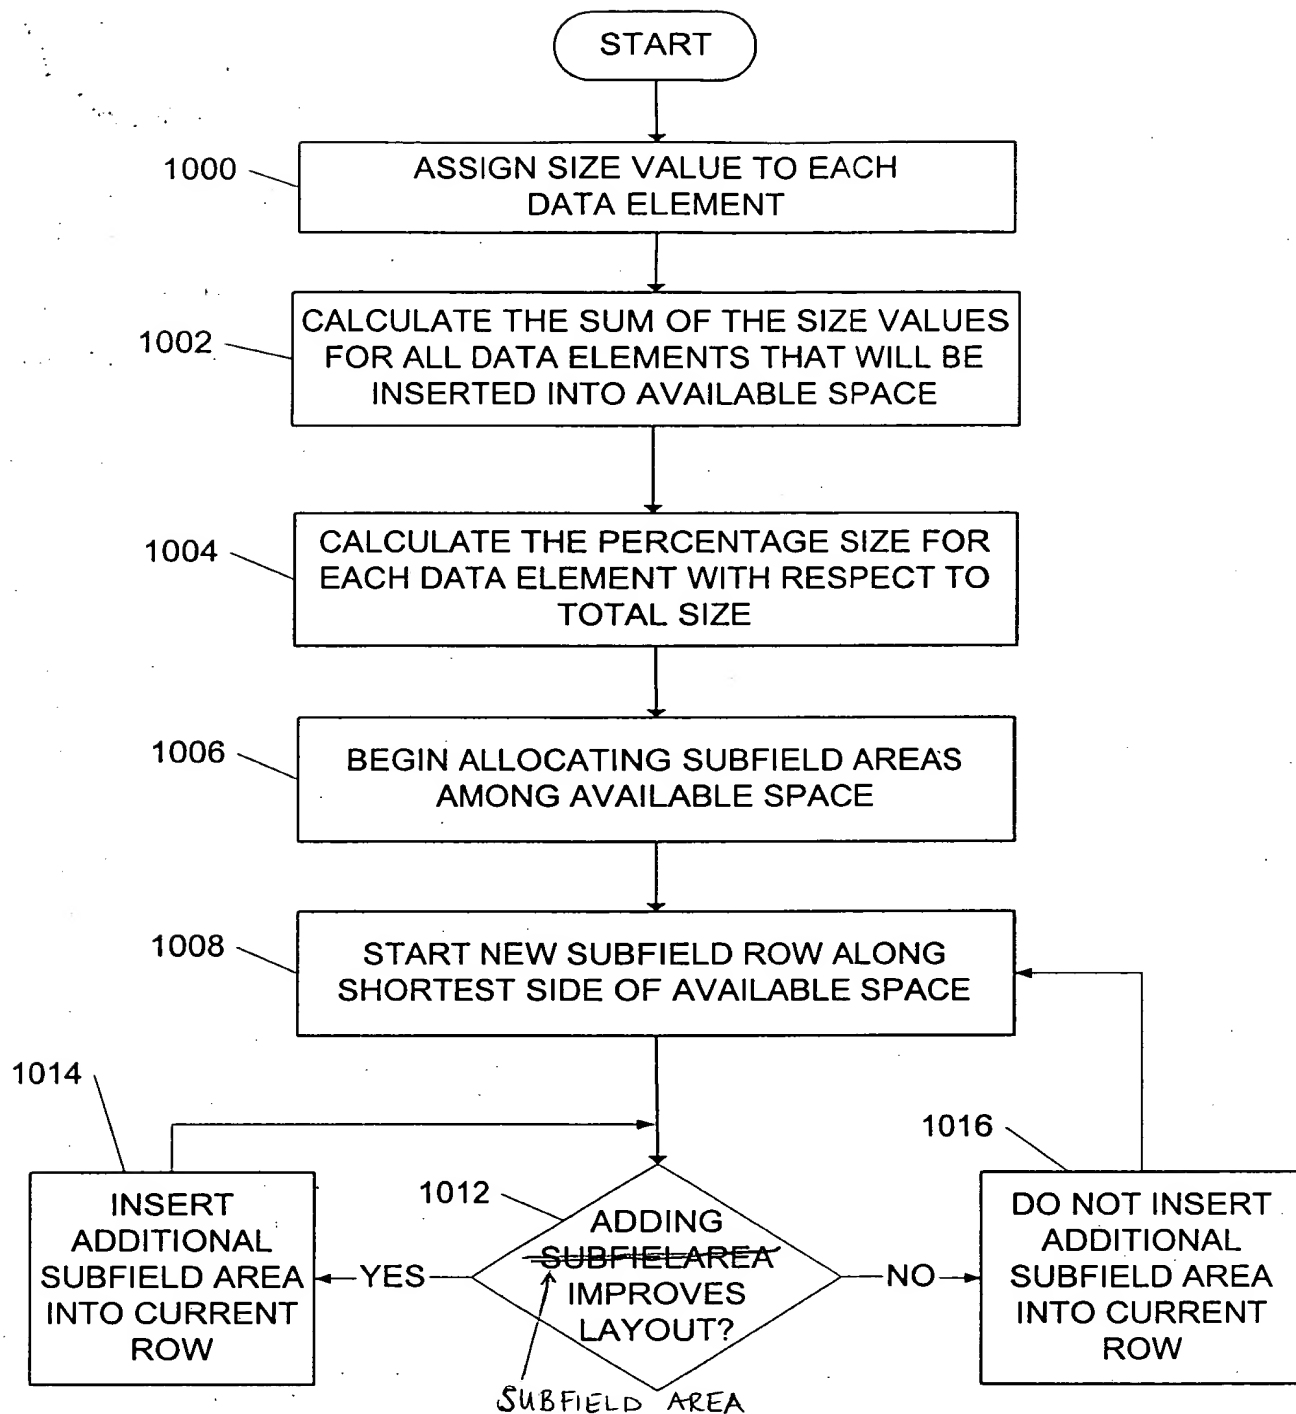 START
1000
ASSIGN SIZE VALUE TO EACH
DATA ELEMENT
1002
CALCULATE THE SUM OF THE SIZE VALUES
FOR ALL DATA ELEMENTS THAT WILL BE
INSERTED INTO AVAILABLE SPACE
1004
CALCULATE THE PERCENTAGE SIZE FOR
EACH DATA ELEMENT WITH RESPECT TO
TOTAL SIZE
1006
BEGIN ALLOCATING SUBFIELD AREAS
AMONG AVAILABLE SPACE
1008
START NEW SUBFIELD ROW ALONG
SHORTEST SIDE OF AVAILABLE SPACE
1014
INSERT
ADDITIONAL
SUBFIELD AREA
INTO CURRENT
ROW
YES
1012
ADDING
SUBFIELAREA
IMPROVES
LAYOUT?
SUBFIELD AREA
NO
1016
DO NOT INSERT
ADDITIONAL
SUBFIELD AREA
INTO CURRENT
ROW